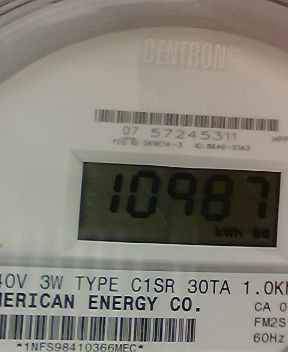 CENTRON®
07 57245311
10987
kWh
40V 3W TYPE C1SR 30TA 1.0K
MERICAN ENERGY CO.
CA 0
FM2S
60Hz
*1NFS98410366MEC*